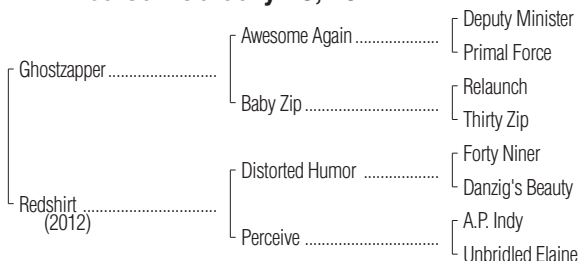 Deputy Minister
Awesome Again
Primal Force
Ghostzapper
Relaunch
Baby Zip
Thirty Zip
Forty Niner
Distorted Humor
Danzig's Beauty
Redshirt
(2012)
A.P. Indy
Perceive
Unbridled Elaine